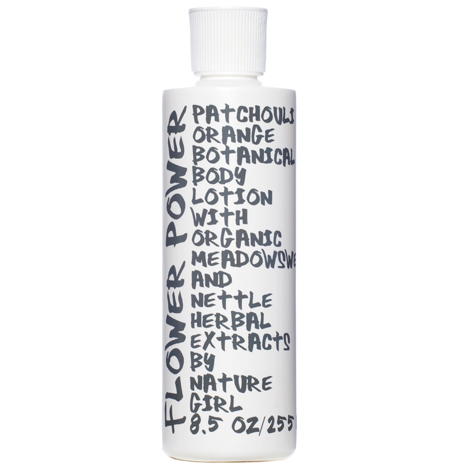 FLOWER POWER
PATCHOULI
ORANGE
BOTANICAL
BODY
LOTION
WITH
ORGANIC
MEADOWSWE
AND
NETTLE
HERBAL
EXTRACTS
BY
NATURE
GIRL
8.5 OZ/255